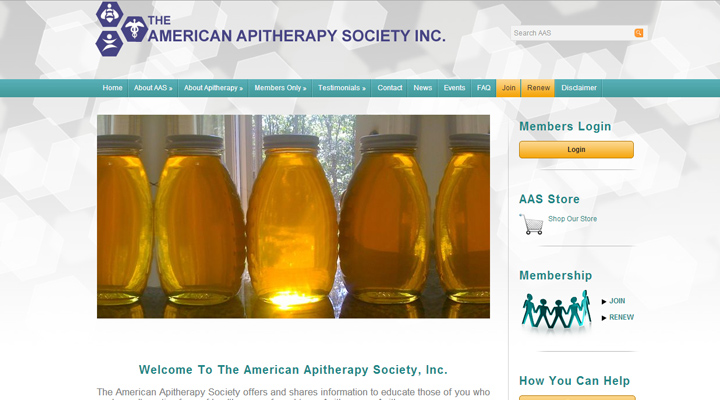 THE
AMERICAN APITHERAPY SOCIETY INC.
Search AAS
Home About AAS » About Apitherapy » Members Only » Testimonials » Contact News Events FAQ Join Renew Disclaimer
Members Login
Login
AAS Store
Shop Our Store
Membership
JOIN
RENEW
How You Can Help
Welcome To The American Apitherapy Society, Inc.
The American Apitherapy Society offers and shares information to educate those of you who